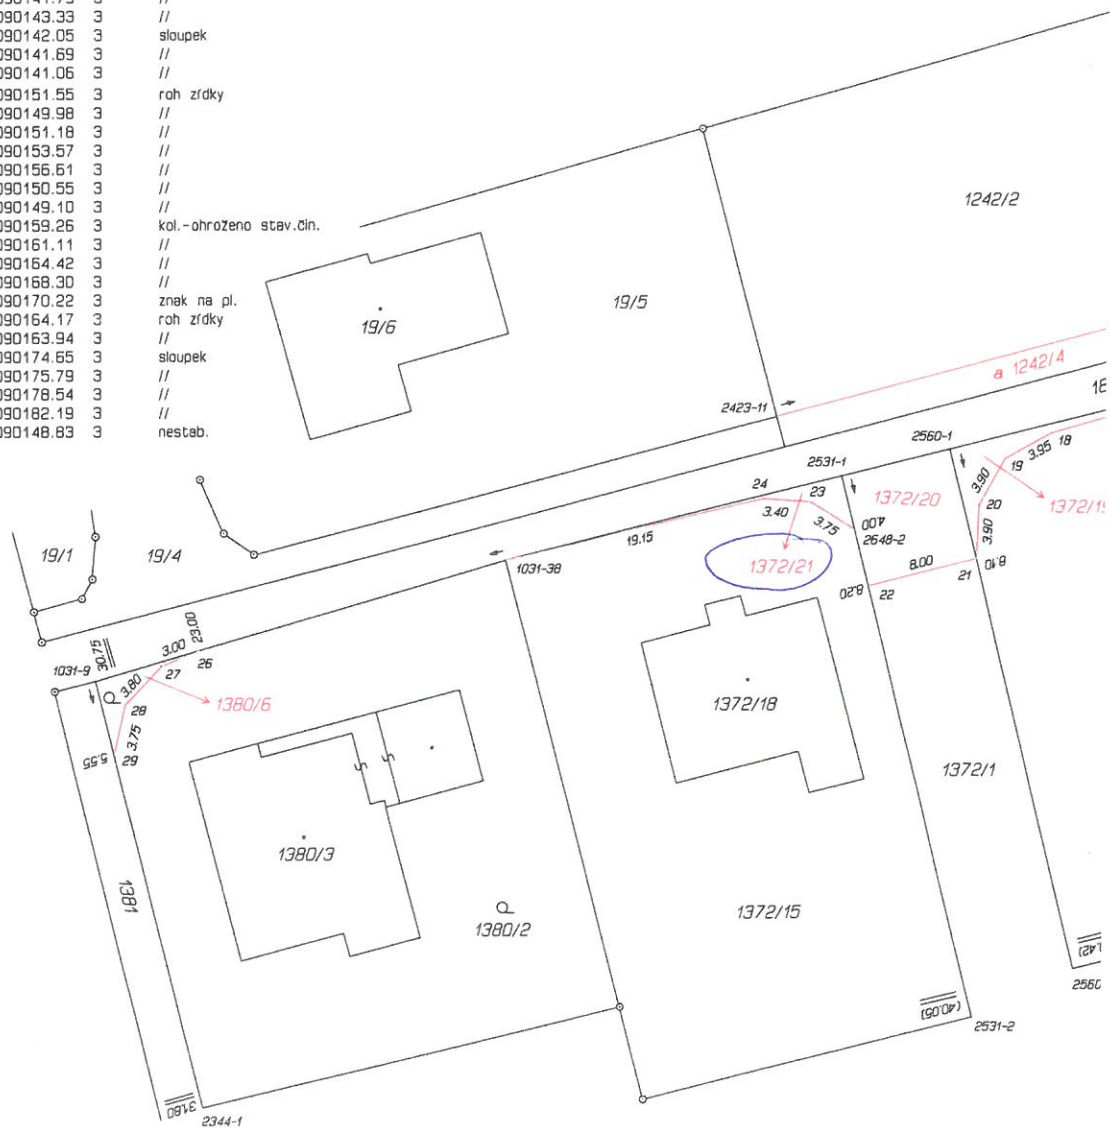 090143.33 3 //
090142.05 3 sloupek
090141.69 3 //
090141.06 3 //
090151.55 3 roh zídky
090149.98 3 //
090151.18 3 //
090153.57 3 //
090156.61 3 //
090150.55 3 //
090149.10 3 //
090159.26 3 kol.-ohroženo stav.čin.
090161.11 3 //
090164.42 3 //
090168.30 3 //
090170.22 3 znak na pl.
090164.17 3 roh zídky
090163.94 3 //
090174.65 3 sloupek
090175.79 3 //
090178.54 3 //
090182.19 3 //
090148.83 3 nestab.
1242/2
19/5
19/6
a 1242/4
2423-11
18
2560-1
18
3.95
19
3.90
20
1372/19
3.90
8.10
21
2531-1
24
23
1372/20
3.40
3.75
4.00
2648-2
19.15
1372/21
8.00
8.20
22
19/1
19/4
1031-38
23.00
3.00
30.75
26
1031-9
27
3.80
1380/6
28
3.75
5.55
29
1372/18
1372/1
1380/3
1381
1380/2
1372/15
(40.05)
2531-2
2560
31.80
2344-1